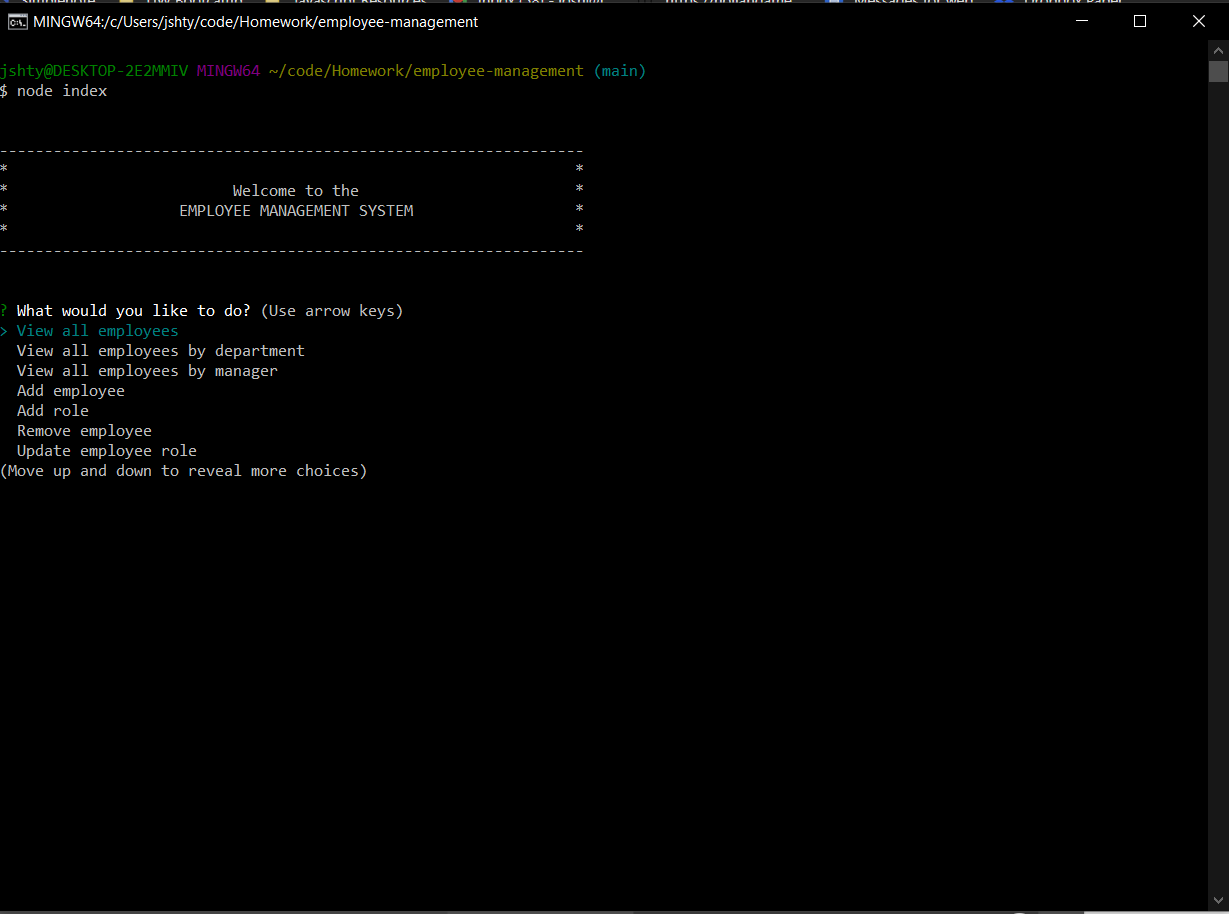 MINGW64:/c/Users/jshty/code/Homework/employee-management
jshty@DESKTOP-2E2MMIV MINGW64 ~/code/Homework/employee-management (main)
$ node index
-----------------------------------------------------------------
* *
* Welcome to the *
* EMPLOYEE MANAGEMENT SYSTEM *
* *
-----------------------------------------------------------------
? What would you like to do? (Use arrow keys)
> View all employees
View all employees by department
View all employees by manager
Add employee
Add role
Remove employee
Update employee role
(Move up and down to reveal more choices)